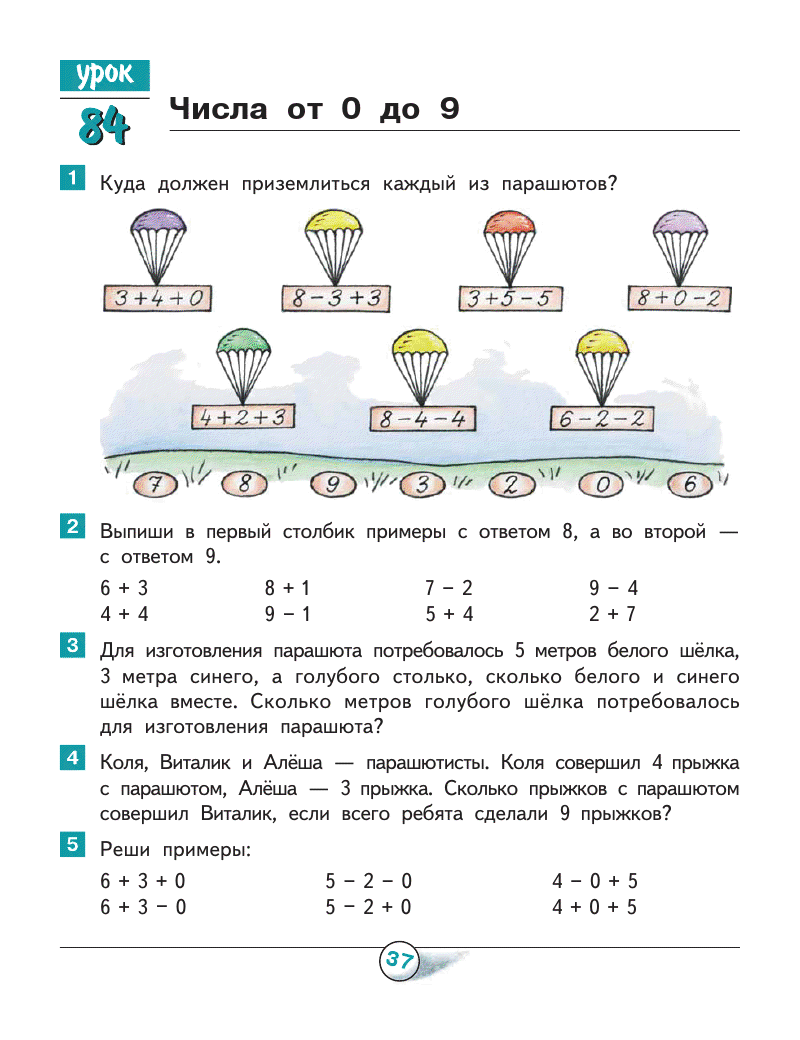 урок
84
Числа от 0 до 9
1 Куда должен приземлиться каждый из парашютов?
3+4+0 8-3+3 3+5-5 8+0-2
4+2+3 8-4-4 6-2-2
7 8 9 3 2 0 6
2 Выпиши в первый столбик примеры с ответом 8, а во второй —
с ответом 9.
6 + 3 8 + 1 7 − 2 9 − 4
4 + 4 9 − 1 5 + 4 2 + 7
3 Для изготовления парашюта потребовалось 5 метров белого шёлка,
3 метра синего, а голубого столько, сколько белого и синего
шёлка вместе. Сколько метров голубого шёлка потребовалось
для изготовления парашюта?
4 Коля, Виталик и Алёша — парашютисты. Коля совершил 4 прыжка
с парашютом, Алёша — 3 прыжка. Сколько прыжков с парашютом
совершил Виталик, если всего ребята сделали 9 прыжков?
5 Реши примеры:
6 + 3 + 0 5 − 2 − 0 4 − 0 + 5
6 + 3 − 0 5 − 2 + 0 4 + 0 + 5
37